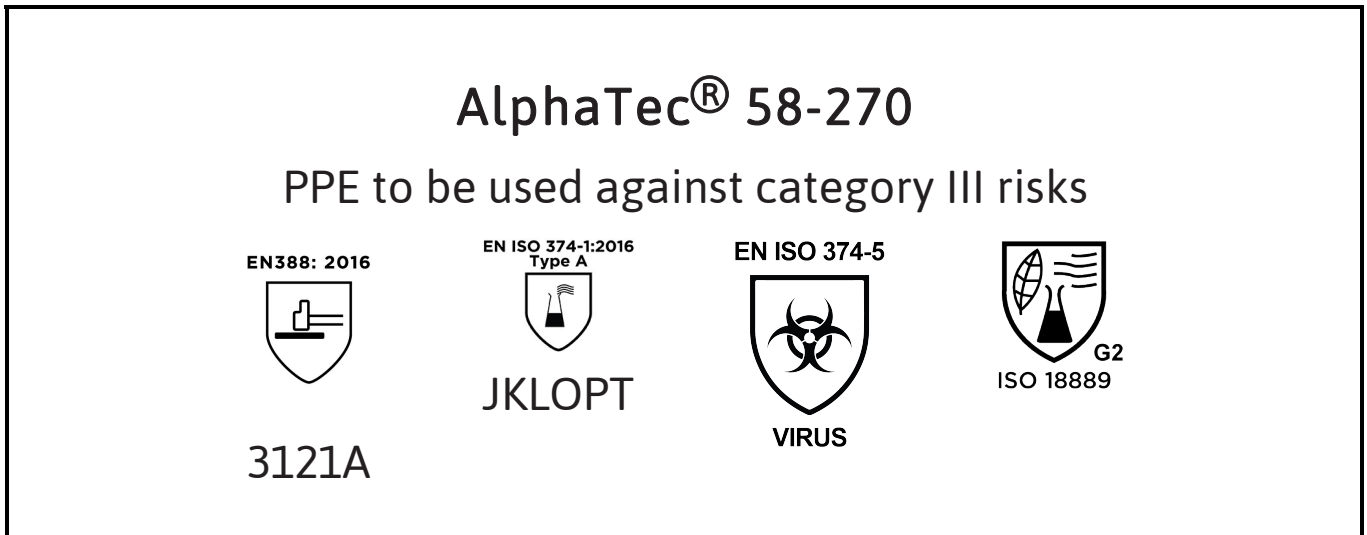 AlphaTec® 58-270
PPE to be used against category III risks
EN388: 2016
3121A
EN ISO 374-1:2016
Type A
JKLOPT
EN ISO 374-5
VIRUS
G2
ISO 18889